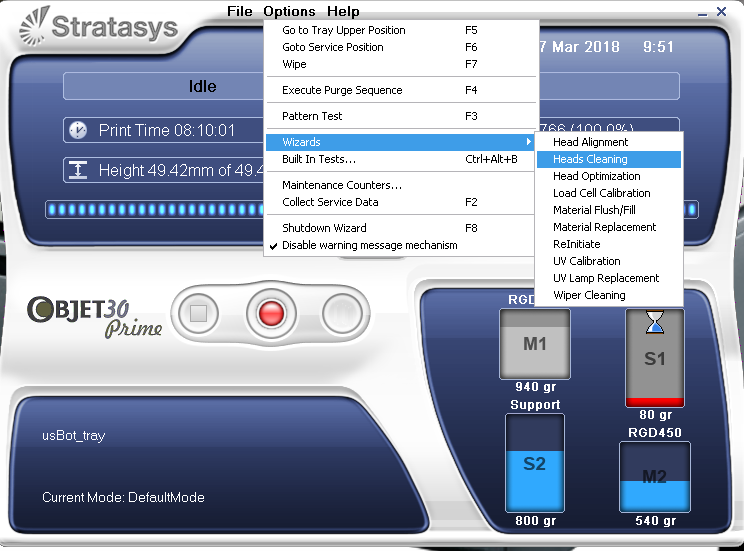 File Options Help
Stratasys
Go to Tray Upper Position F5
Goto Service Position F6
Wipe F7
7 Mar 2018 9:51
Idle
Execute Purge Sequence F4
Pattern Test F3
Print Time 08:10:01
766 (100.0%)
Wizards
Head Alignment
Built In Tests... Ctrl+Alt+B
Heads Cleaning
Height 49.42mm of 49.4
Head Optimization
Maintenance Counters...
Load Cell Calibration
Collect Service Data F2
Material Flush/Fill
Shutdown Wizard F8
Material Replacement
Disable warning message mechanism
ReInitiate
UV Calibration
UV Lamp Replacement
Wiper Cleaning
OBJET30
Prime
RGD
M1
940 gr
S1
80 gr
Support
S2
800 gr
RGD450
M2
540 gr
usBot_tray
Current Mode: DefaultMode